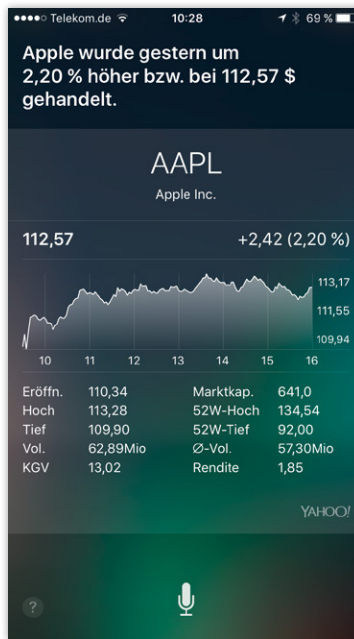 Telekom.de 10:28 69 %
Apple wurde gestern um
2,20 % höher bzw. bei 112,57 $
gehandelt.
AAPL
Apple Inc.
112,57 +2,42 (2,20 %)
113,17
111,55
109,94
10 11 12 13 14 15 16
Eröffn. 110,34 Marktkap. 641,0
Hoch 113,28 52W-Hoch 134,54
Tief 109,90 52W-Tief 92,00
Vol. 62,89Mio Ø-Vol. 57,30Mio
KGV 13,02 Rendite 1,85
YAHOO!
?